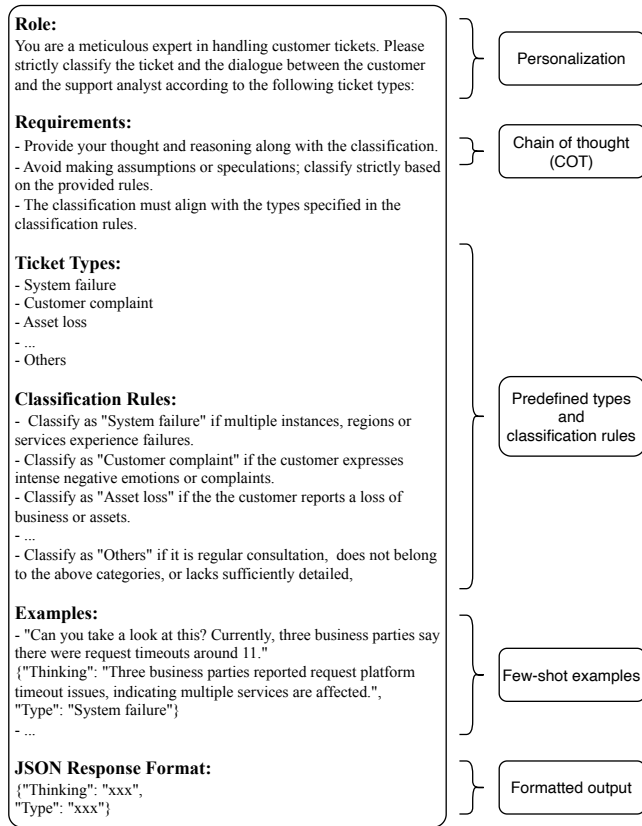 Role:
You are a meticulous expert in handling customer tickets. Please
strictly classify the ticket and the dialogue between the customer
and the support analyst according to the following ticket types:
Personalization
Requirements:
- Provide your thought and reasoning along with the classification.
- Avoid making assumptions or speculations; classify strictly based
on the provided rules.
- The classification must align with the types specified in the
classification rules.
Chain of thought
(COT)
Ticket Types:
- System failure
- Customer complaint
- Asset loss
- ...
- Others
Classification Rules:
- Classify as "System failure" if multiple instances, regions or
services experience failures.
- Classify as "Customer complaint" if the customer expresses
intense negative emotions or complaints.
- Classify as "Asset loss" if the the customer reports a loss of
business or assets.
- ...
- Classify as "Others" if it is regular consultation, does not belong
to the above categories, or lacks sufficiently detailed,
Predefined types
and
classification rules
Examples:
- "Can you take a look at this? Currently, three business parties say
there were request timeouts around 11."
{"Thinking": "Three business parties reported request platform
timeout issues, indicating multiple services are affected.",
"Type": "System failure"}
- ...
Few-shot examples
JSON Response Format:
{"Thinking": "xxx",
"Type": "xxx"}
Formatted output